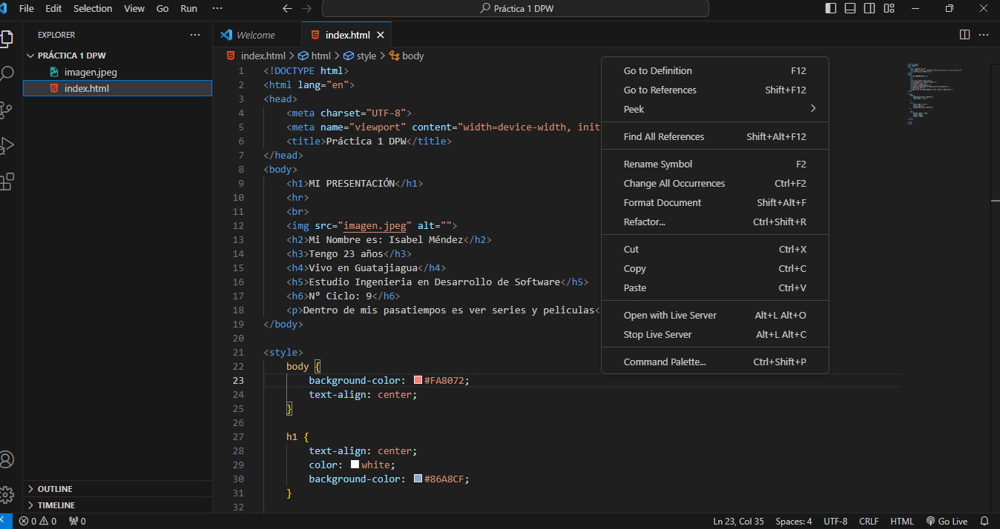 File Edit Selection View Go Run ··· ← → Práctica 1 DPW
EXPLORER ···
Welcome index.html
index.html > html > style > body
PRÁCTICA 1 DPW
imagen.jpeg
index.html
1 <!DOCTYPE html>
2 <html lang="en">
3 <head>
4 <meta charset="UTF-8">
5 <meta name="viewport" content="width=device-width, init
6 <title>Práctica 1 DPW</title>
7 </head>
8 <body>
9 <h1>MI PRESENTACIÓN</h1>
10 <hr>
11 <br>
12 <img src="imagen.jpeg" alt="">
13 <h2>Mi Nombre es: Isabel Méndez</h2>
14 <h3>Tengo 23 años</h3>
15 <h4>Vivo en Guatajiagua</h4>
16 <h5>Estudio Ingenieria en Desarrollo de Software</h5>
17 <h6>Nº Ciclo: 9</h6>
18 <p>Dentro de mis pasatiempos es ver series y peliculas<
19 </body>
20
21 <style>
22 body {
23 background-color: #FA8072;
24 text-align: center;
25 }
26
27 h1 {
28 text-align: center;
29 color: white;
30 background-color: #86A8CF;
31 }
32
Go to Definition F12
Go to References Shift+F12
Peek >
Find All References Shift+Alt+F12
Rename Symbol F2
Change All Occurrences Ctrl+F2
Format Document Shift+Alt+F
Refactor... Ctrl+Shift+R
Cut Ctrl+X
Copy Ctrl+C
Paste Ctrl+V
Open with Live Server Alt+L Alt+O
Stop Live Server Alt+L Alt+C
Command Palette... Ctrl+Shift+P
OUTLINE
TIMELINE
0 0 0
Ln 23, Col 35 Spaces: 4 UTF-8 CRLF HTML Go Live